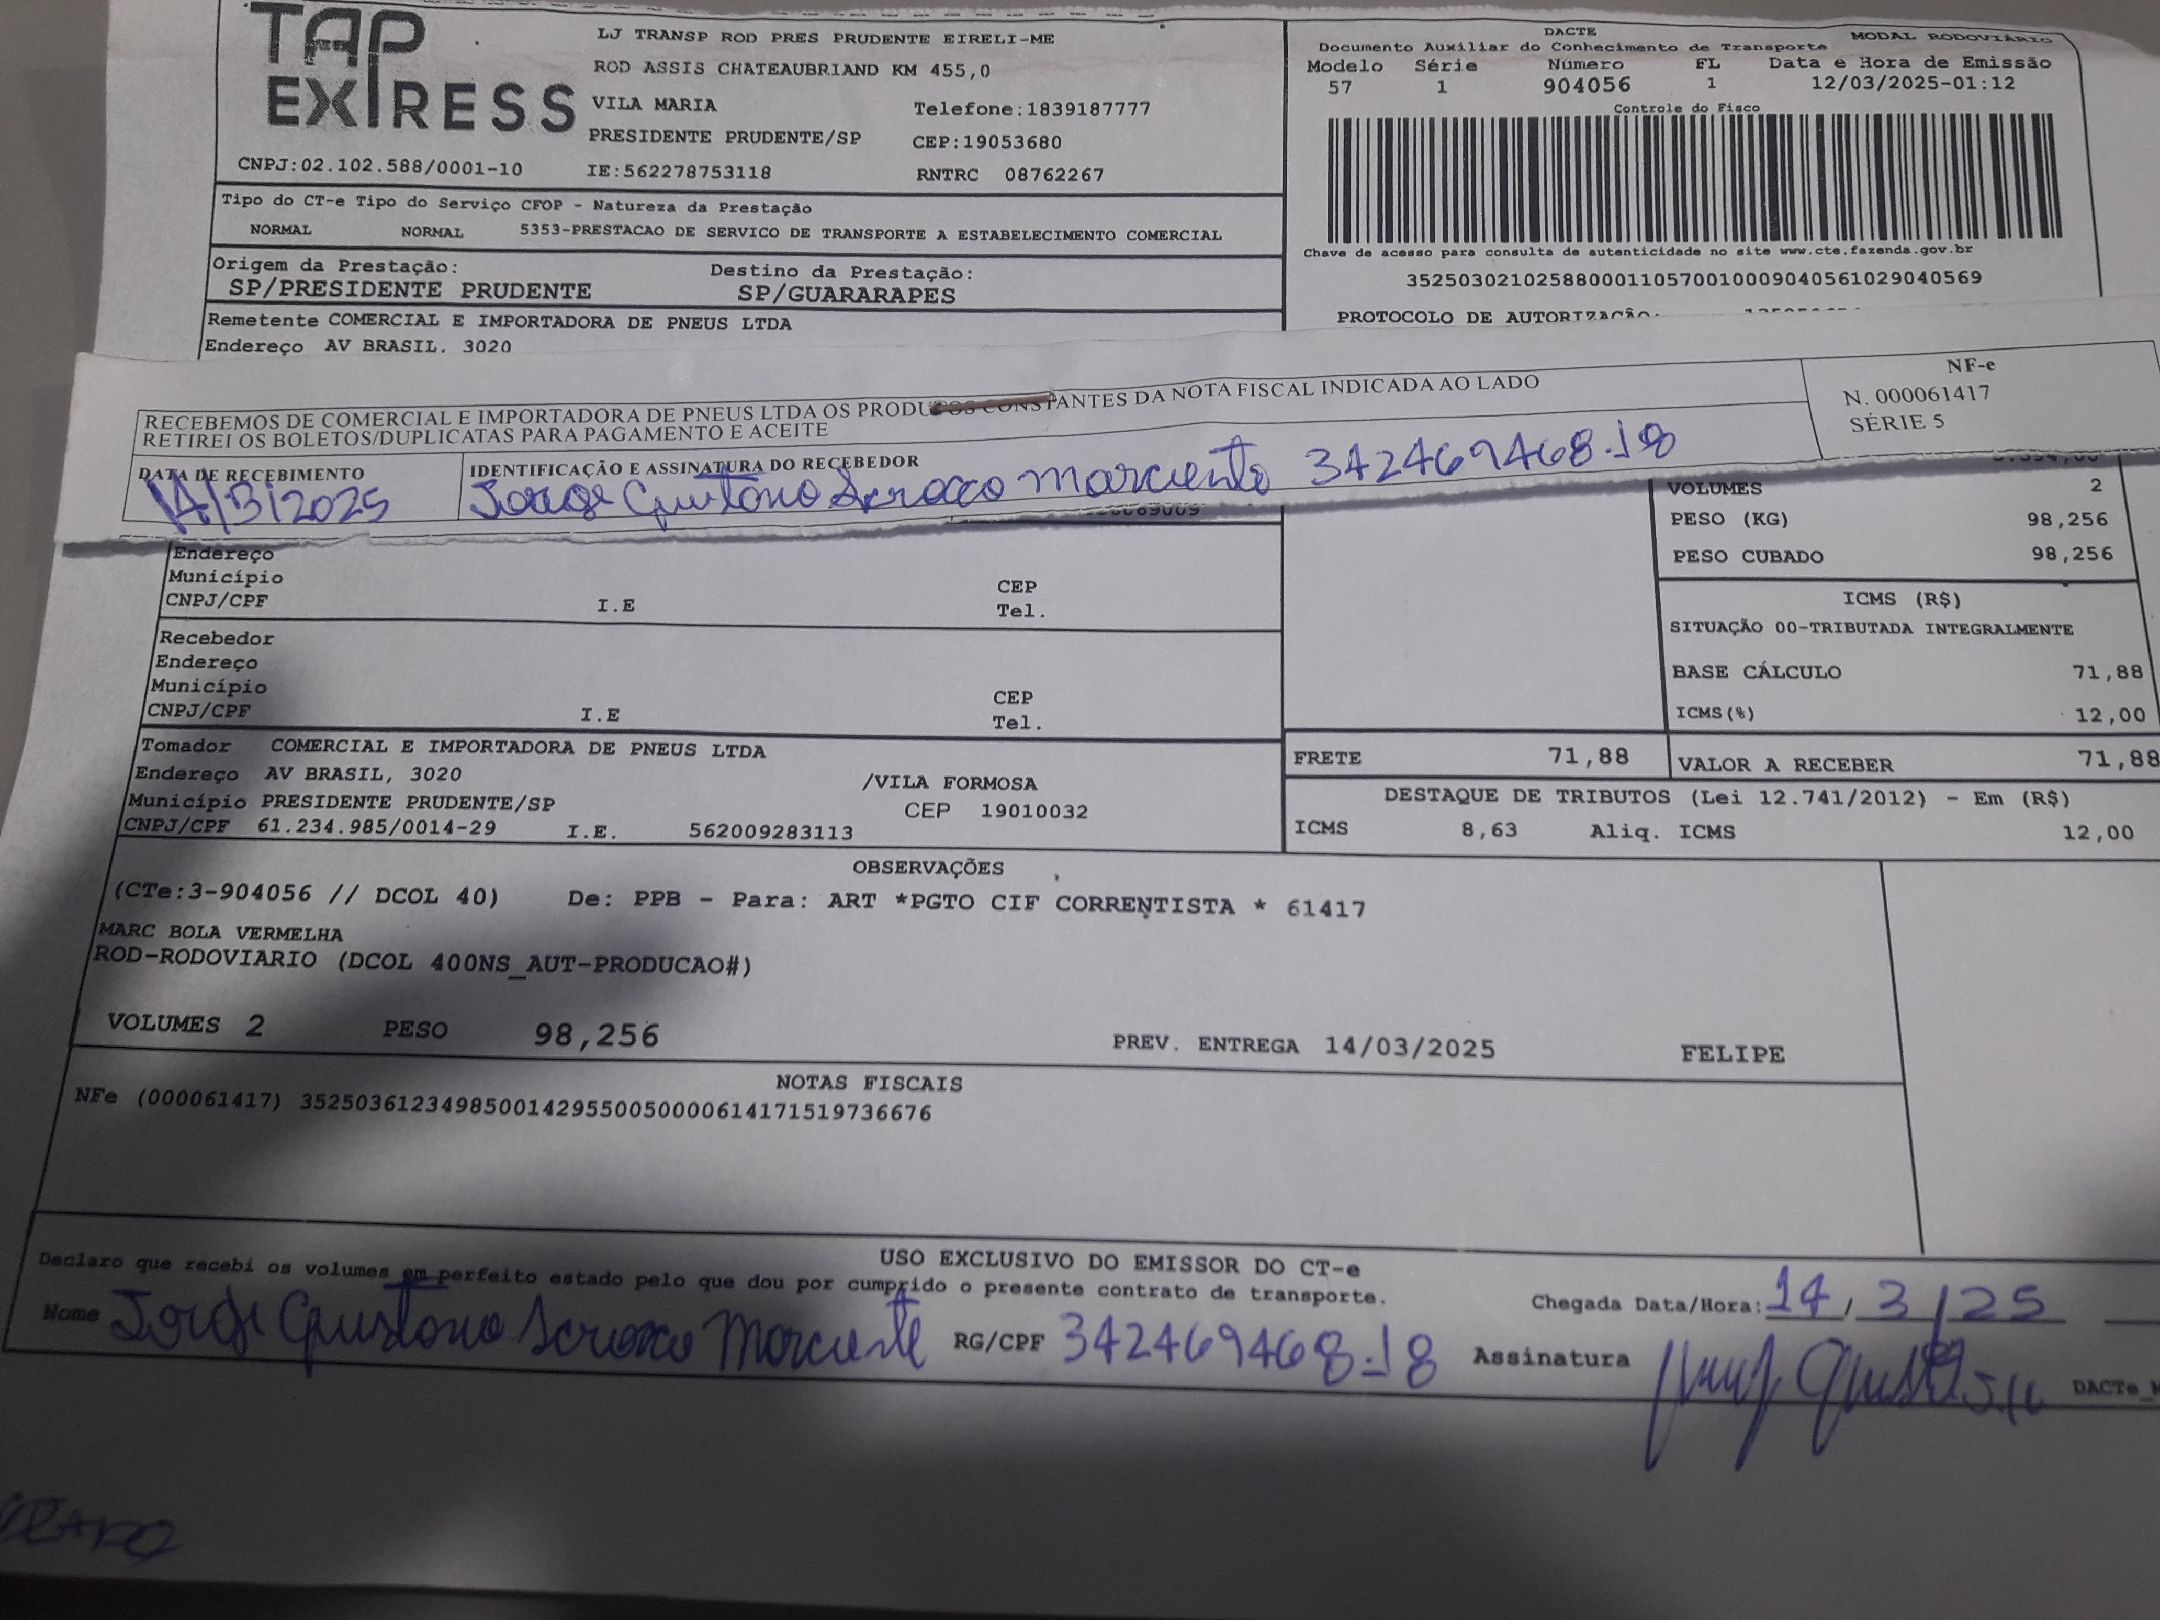 TAP EXPRESS
LJ TRANSP ROD PRES PRUDENTE EIRELI-ME
ROD ASSIS CHATEAUBRIAND KM 455,0
VILA MARIA Telefone:1839187777
PRESIDENTE PRUDENTE/SP CEP:19053680
CNPJ:02.102.588/0001-10 IE:562278753118 RNTRC 08762267
DACTE MODAL RODOVIÁRIO
Documento Auxiliar do Conhecimento de Transporte
Modelo Série Número FL Data e Hora de Emissão
57 1 904056 1 12/03/2025-01:12
Controle do Fisco
Chave de acesso para consulta de autenticidade no site www.cte.fazenda.gov.br
35250302102588000110570010009040561029040569
PROTOCOLO DE AUTORIZAÇÃO:
Tipo do CT-e Tipo do Serviço CFOP - Natureza da Prestação
NORMAL NORMAL 5353-PRESTACAO DE SERVICO DE TRANSPORTE A ESTABELECIMENTO COMERCIAL
Origem da Prestação: Destino da Prestação:
SP/PRESIDENTE PRUDENTE SP/GUARARAPES
Remetente COMERCIAL E IMPORTADORA DE PNEUS LTDA
Endereço AV BRASIL, 3020
RECEBEMOS DE COMERCIAL E IMPORTADORA DE PNEUS LTDA OS PRODUTOS CONSTANTES DA NOTA FISCAL INDICADA AO LADO
RETIREI OS BOLETOS/DUPLICATAS PARA PAGAMENTO E ACEITE
NF-e
N. 000061417
SÉRIE 5
DATA DE RECEBIMENTO IDENTIFICAÇÃO E ASSINATURA DO RECEBEDOR
14/3/2025 Jorge Gustavo Scrocco Marciente 342469468-18
VOLUMES 2
PESO (KG) 98,256
PESO CUBADO 98,256
ICMS (R$)
SITUAÇÃO 00-TRIBUTADA INTEGRALMENTE
BASE CÁLCULO 71,88
ICMS(%) 12,00
Endereço
Município CEP
CNPJ/CPF I.E Tel.
Recebedor
Endereço
Município CEP
CNPJ/CPF I.E Tel.
Tomador COMERCIAL E IMPORTADORA DE PNEUS LTDA
Endereço AV BRASIL, 3020 /VILA FORMOSA
Município PRESIDENTE PRUDENTE/SP CEP 19010032
CNPJ/CPF 61.234.985/0014-29 I.E. 562009283113
FRETE 71,88 VALOR A RECEBER 71,88
DESTAQUE DE TRIBUTOS (Lei 12.741/2012) - Em (R$)
ICMS 8,63 Aliq. ICMS 12,00
OBSERVAÇÕES
(CTe:3-904056 // DCOL 40) De: PPB - Para: ART *PGTO CIF CORRENTISTA * 61417
MARC BOLA VERMELHA
ROD-RODOVIARIO (DCOL 400NS_AUT-PRODUCAO#)
VOLUMES 2 PESO 98,256 PREV. ENTREGA 14/03/2025 FELIPE
NOTAS FISCAIS
NFe (000061417) 35250361234985001429550050000614171519736676
USO EXCLUSIVO DO EMISSOR DO CT-e
Declaro que recebi os volumes em perfeito estado pelo que dou por cumprido o presente contrato de transporte.
Chegada Data/Hora: 14/3/25
Nome Jorge Gustavo Scrocco Marciente RG/CPF 342469468-18 Assinatura